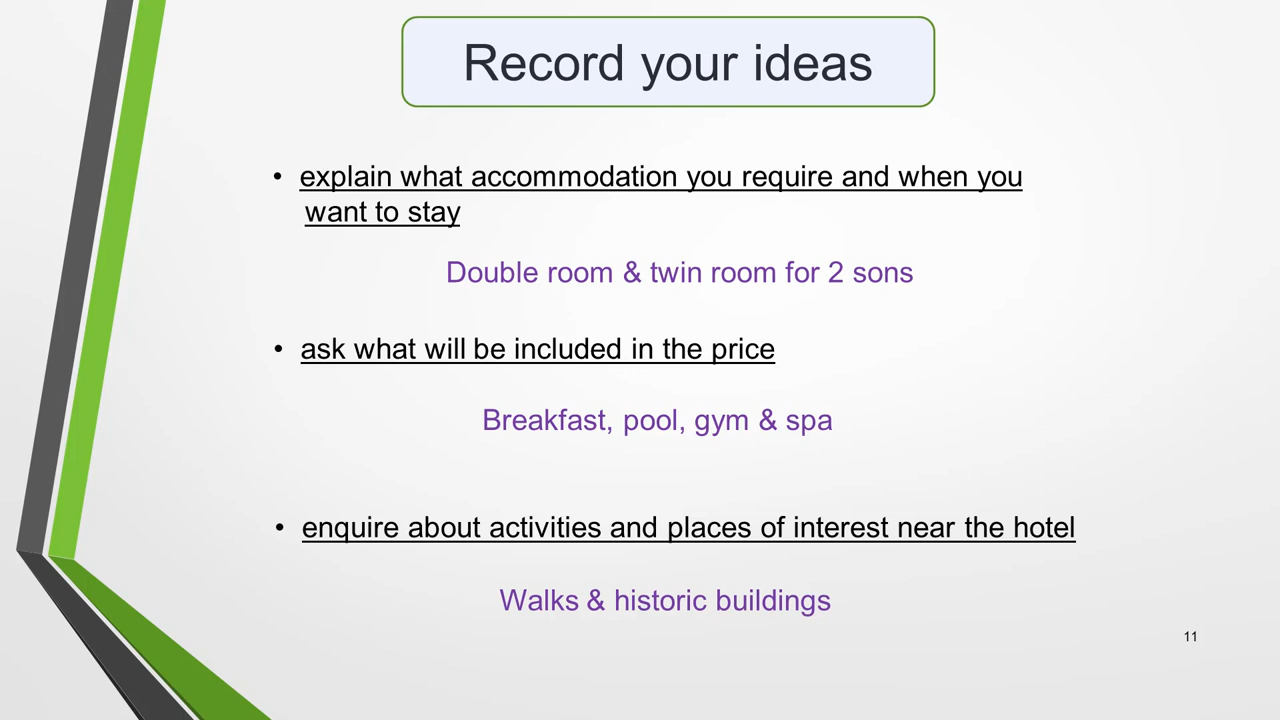 Record your ideas
• explain what accommodation you require and when you
want to stay
Double room & twin room for 2 sons
• ask what will be included in the price
Breakfast, pool, gym & spa
• enquire about activities and places of interest near the hotel
Walks & historic buildings
11